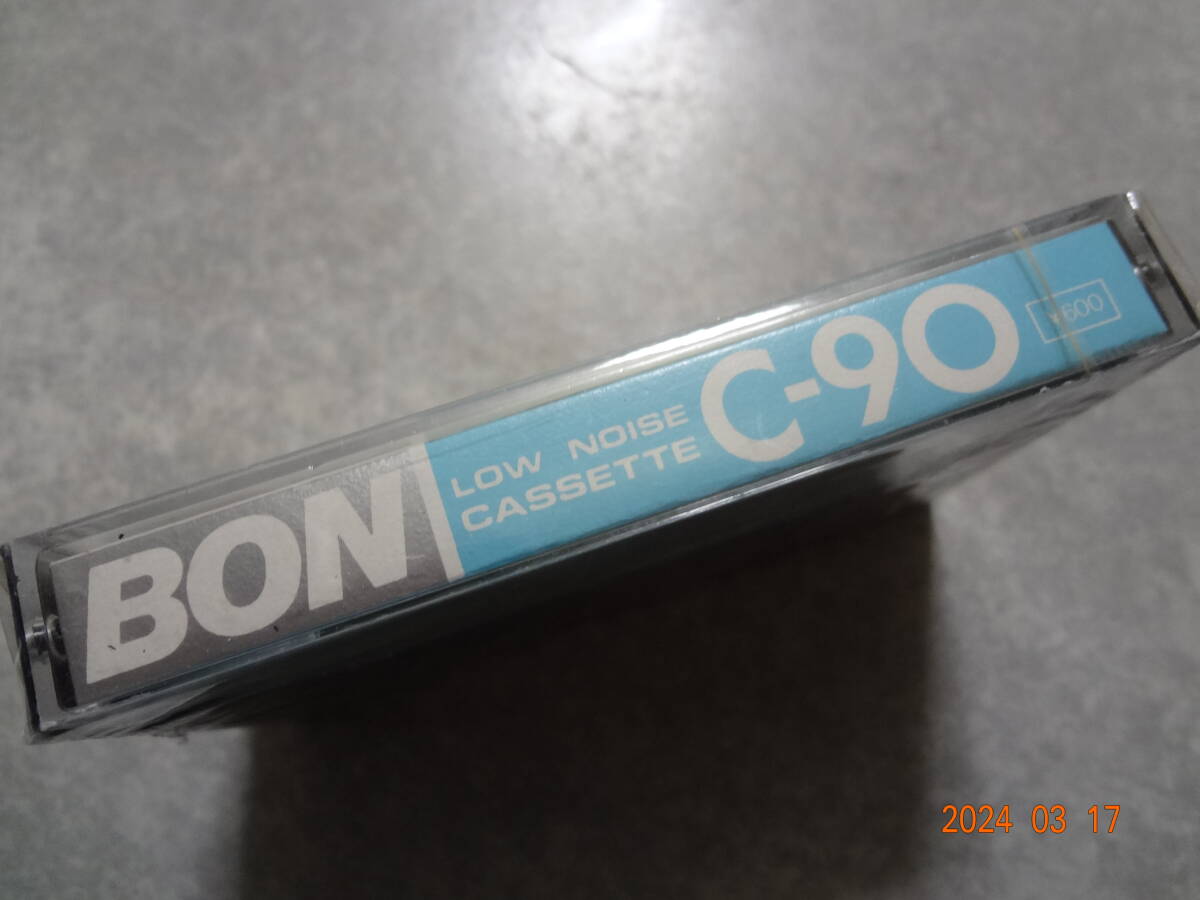 BON
LOW NOISE
CASSETTE
C-90
¥600
2024 03 17